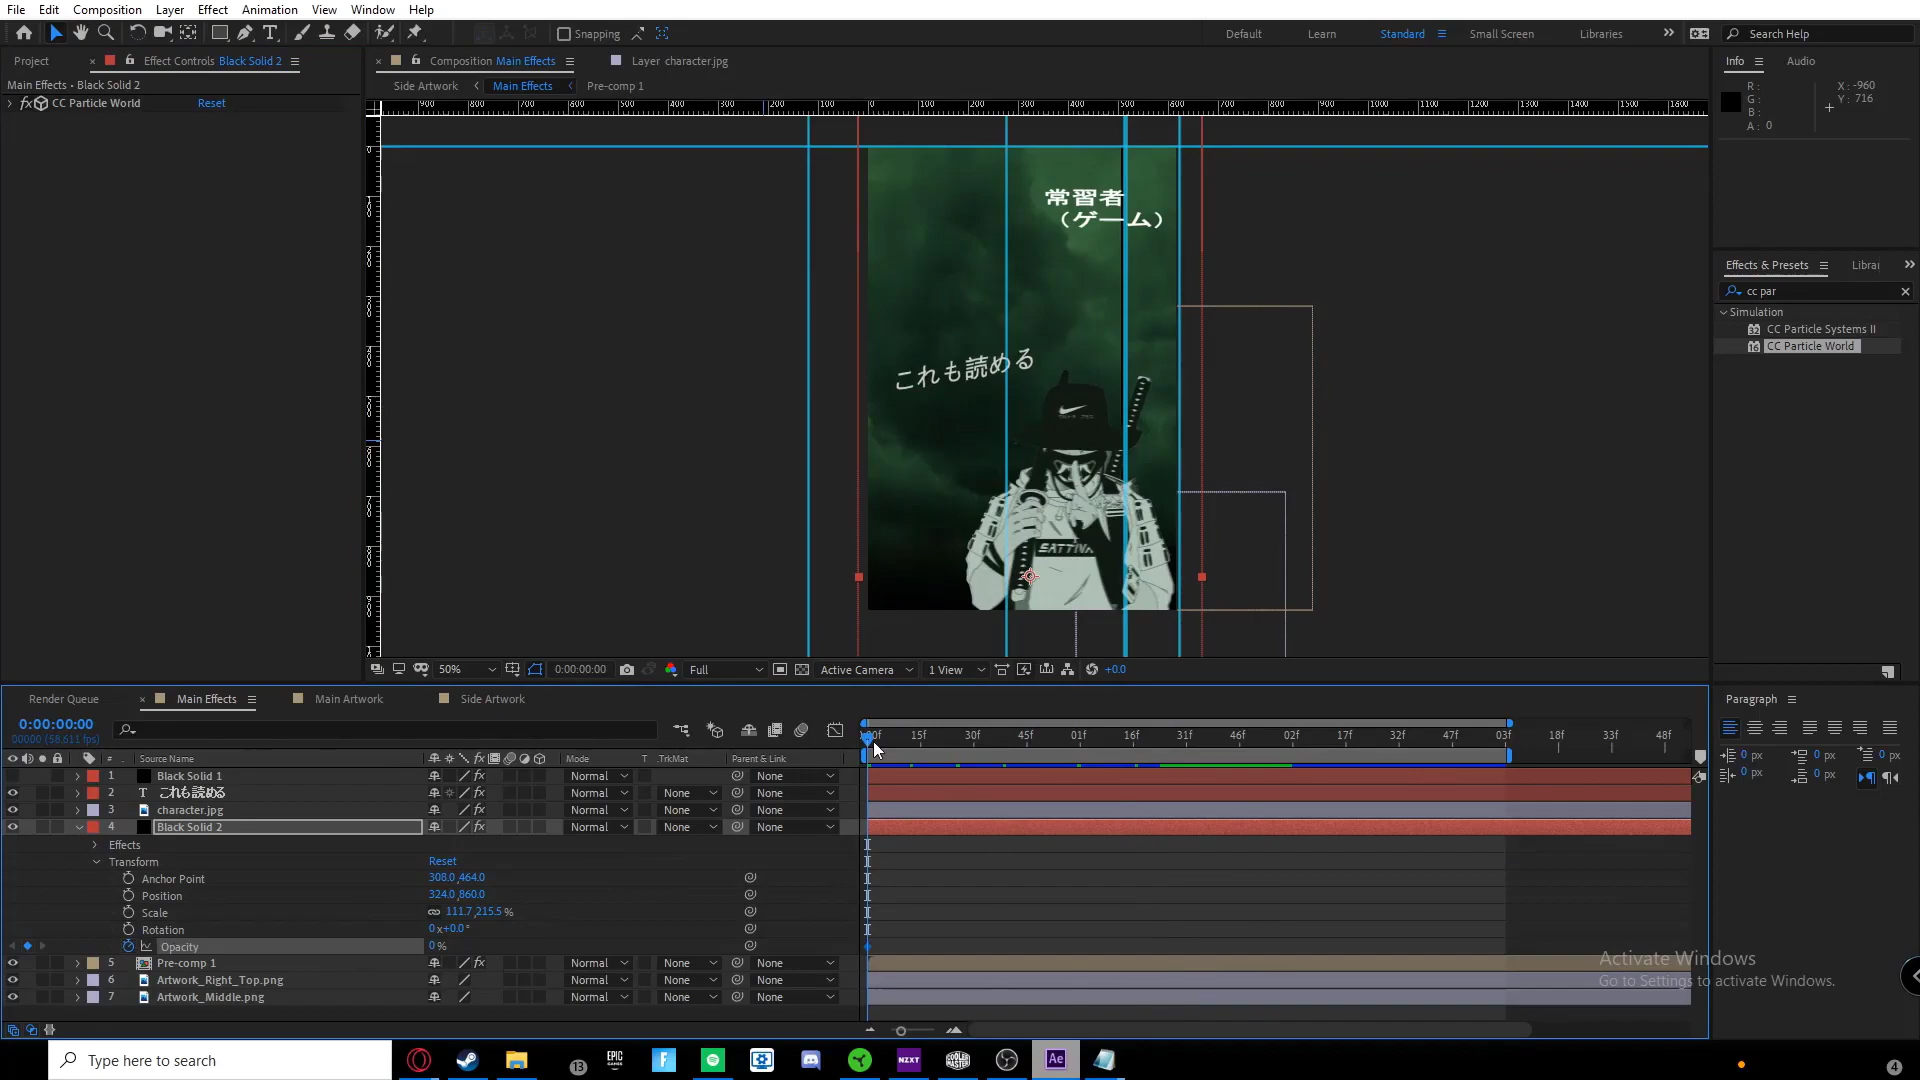 File Edit Composition Layer Effect Animation View Window Help
Snapping
Default Learn Standard Small Screen Libraries
Search Help
Project
Effect Controls Black Solid 2
Main Effects • Black Solid 2
fx CC Particle World Reset
Composition Main Effects
Layer character.jpg
Side Artwork Main Effects Pre-comp 1
常習者
（ゲーム）
これも読める
SATTIVA
50% 0:00:00:00 Full Active Camera 1 View +0.0
Info Audio
R :
G :
B :
A : 0
X : -960
Y : 716
Effects & Presets Librar
cc par
Simulation
CC Particle Systems II
CC Particle World
Render Queue Main Effects Main Artwork Side Artwork
0:00:00:00
00000 (58.611 fps)
00f 15f 30f 45f 01f 16f 31f 46f 02f 17f 32f 47f 03f 18f 33f 48f
# Source Name Mode T .TrkMat Parent & Link
1 Black Solid 1 Normal None
2 T これも読める Normal None None
3 character.jpg Normal None None
4 Black Solid 2 Normal None None
Effects
Transform Reset
Anchor Point 308.0,464.0
Position 324.0,860.0
Scale 111.7,215.5 %
Rotation 0x+0.0°
Opacity 0 %
5 Pre-comp 1 Normal None None
6 Artwork_Right_Top.png Normal None None
7 Artwork_Middle.png Normal None None
Paragraph
0 px 0 px 0 px
0 px 0 px
Activate Windows
Go to Settings to activate Windows.
Type here to search
13
EPIC GAMES
NZXT
COOLER MASTER
Ae
4